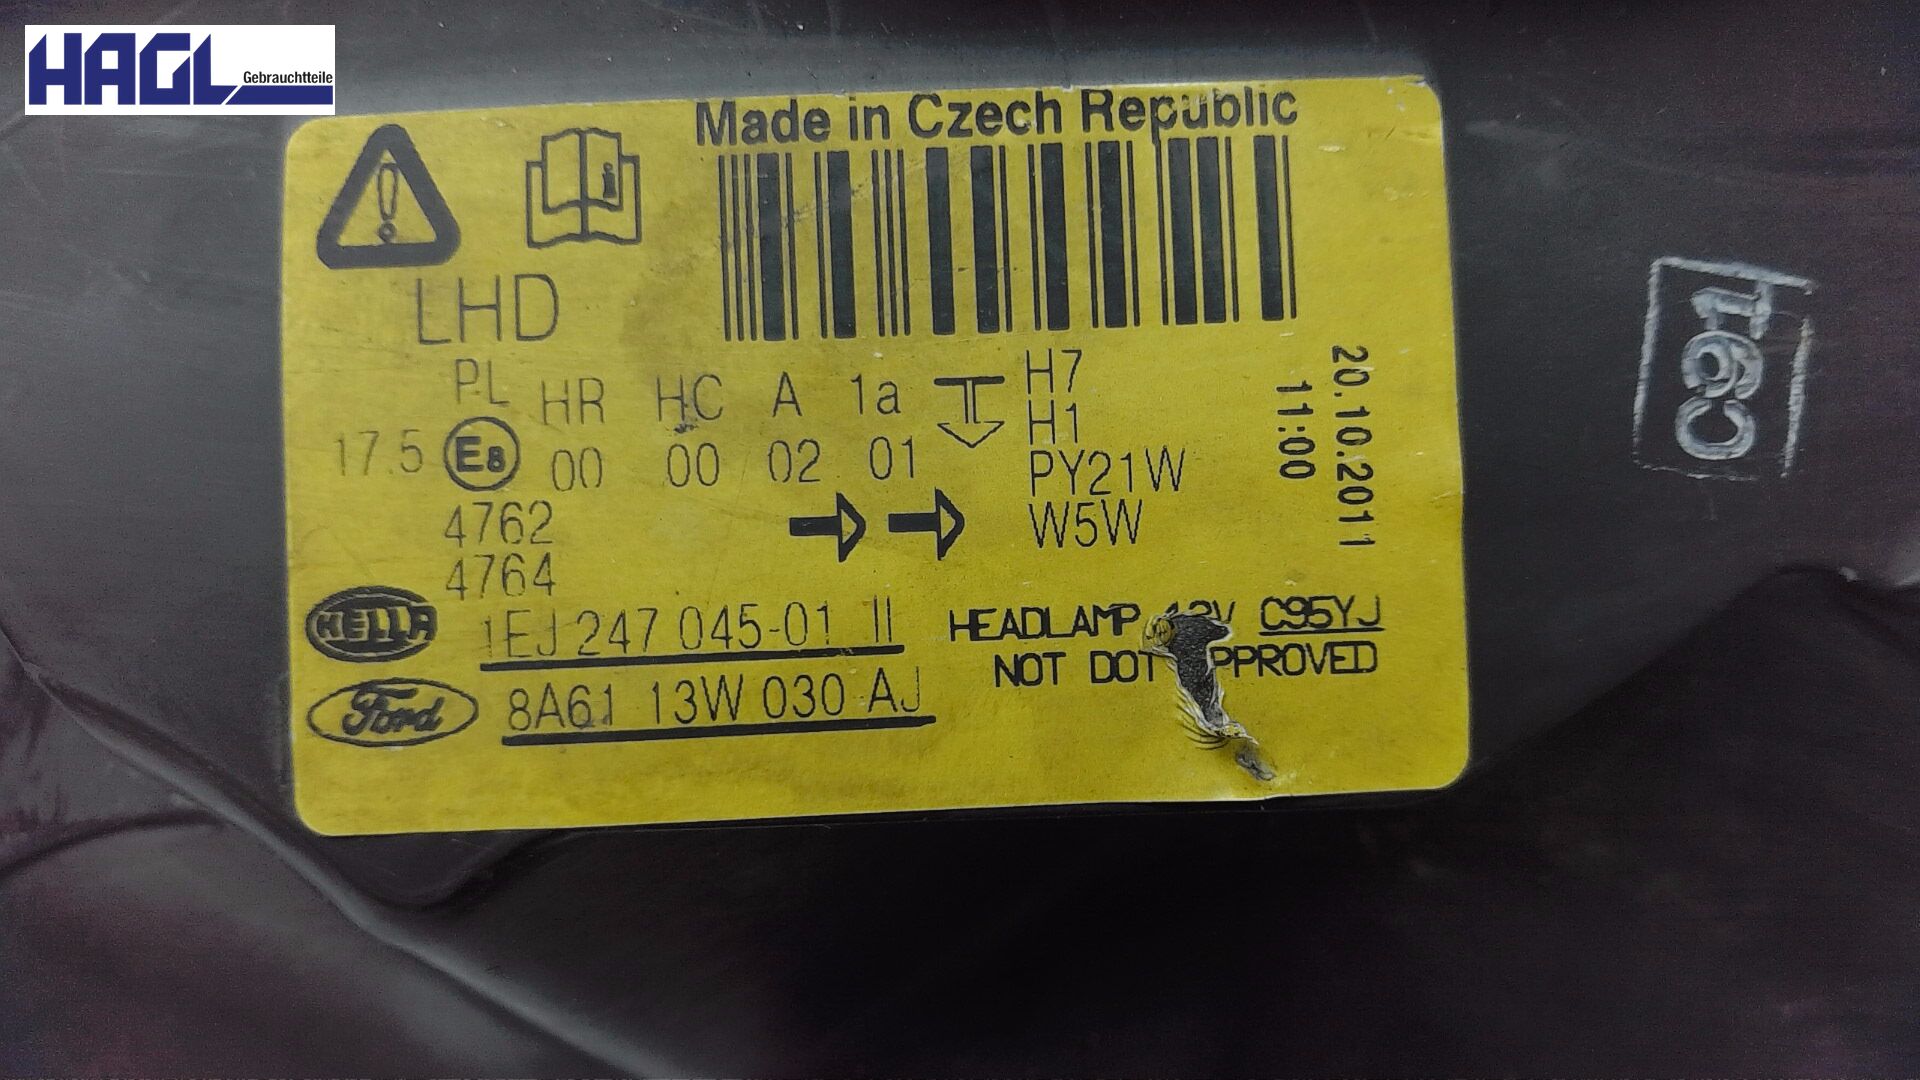 HAGL
Gebrauchtteile
Made in Czech Republic
LHD
PL HR HC A 1a
17.5 E8 00 00 02 01
4762
4764
H7
H1
PY21W
W5W
20.10.2011
11:00
C91
HELLA 1EJ 247 045-01 II
Ford 8A61 13W 030 AJ
HEADLAMP 12V C95YJ
NOT DOT APPROVED